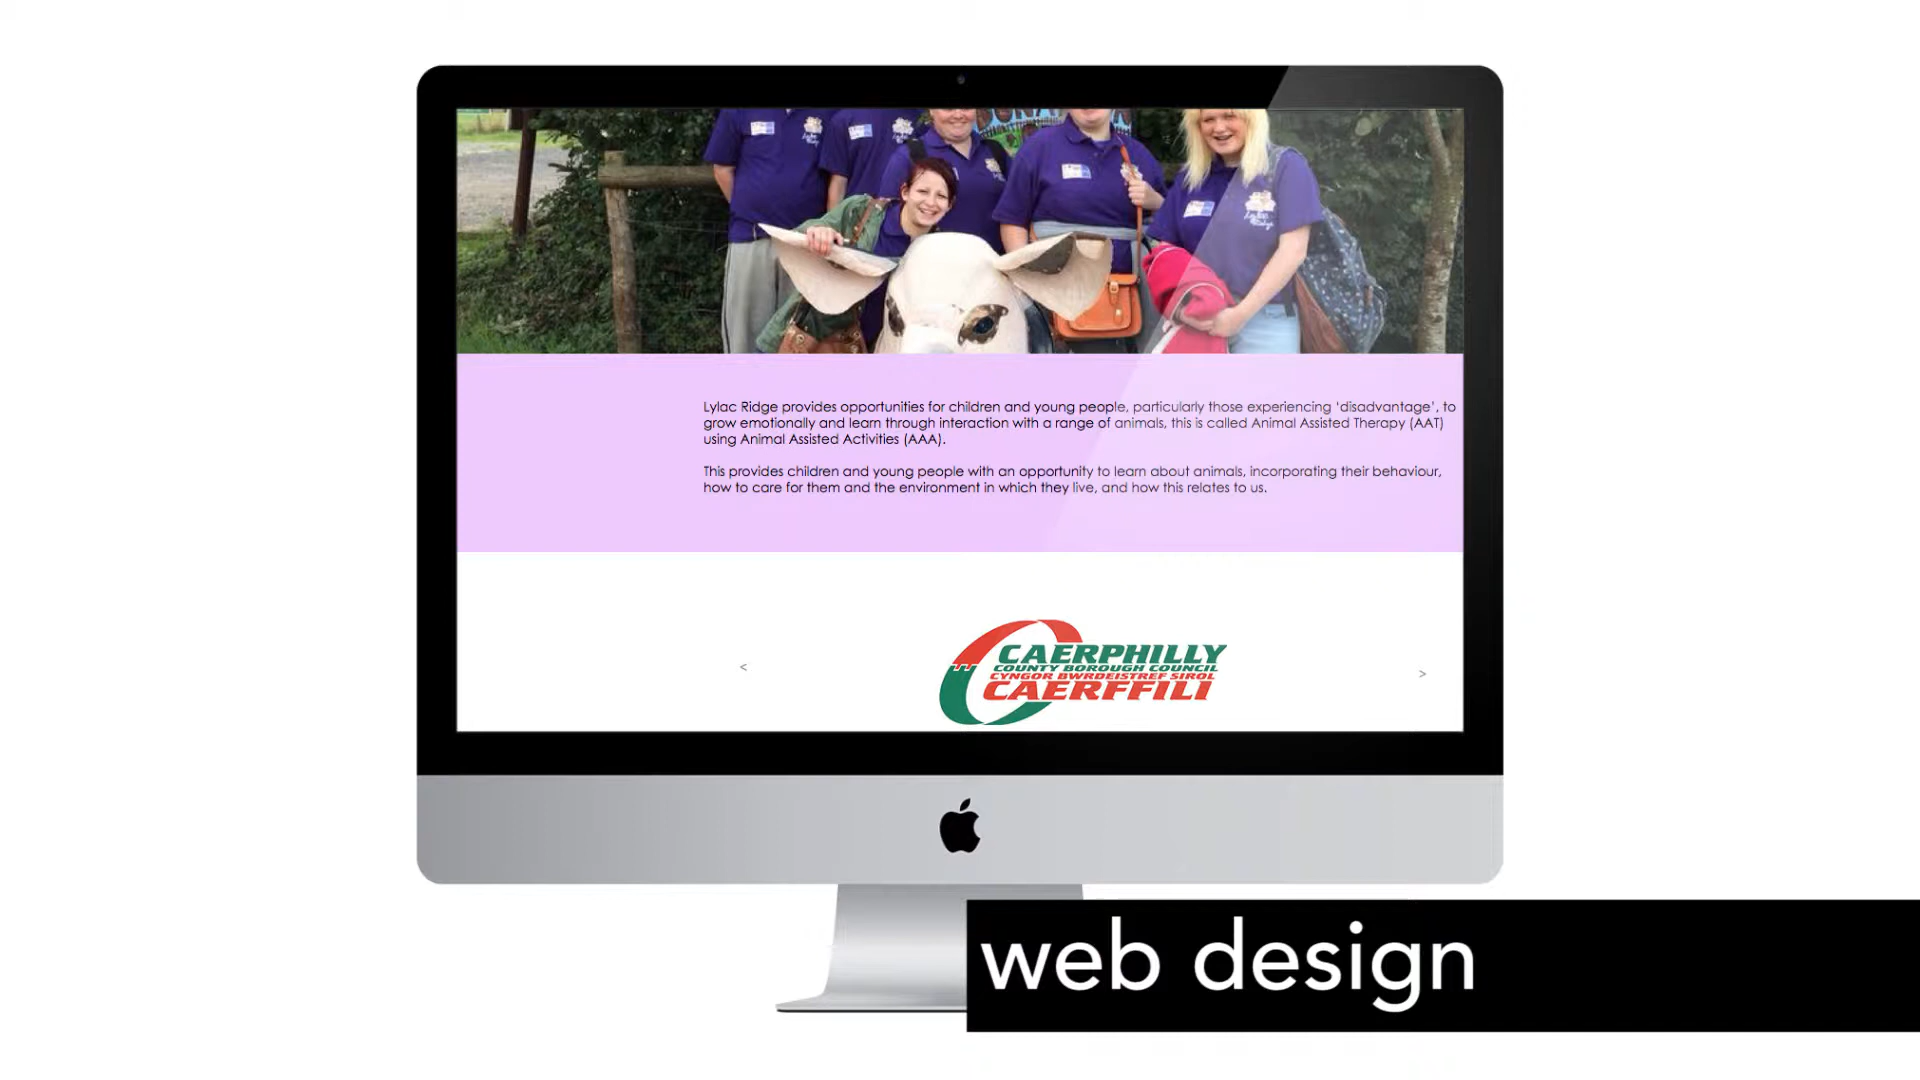 Lylac Ridge provides opportunities for children and young people, particularly those experiencing ‘disadvantage’, to
grow emotionally and learn through interaction with a range of animals, this is called Animal Assisted Therapy (AAT)
using Animal Assisted Activities (AAA).
This provides children and young people with an opportunity to learn about animals, incorporating their behaviour,
how to care for them and the environment in which they live, and how this relates to us.
<
>
CAERPHILLY
COUNTY BOROUGH COUNCIL
CYNGOR BWRDEISTREF SIROL
CAERFFILI
web design